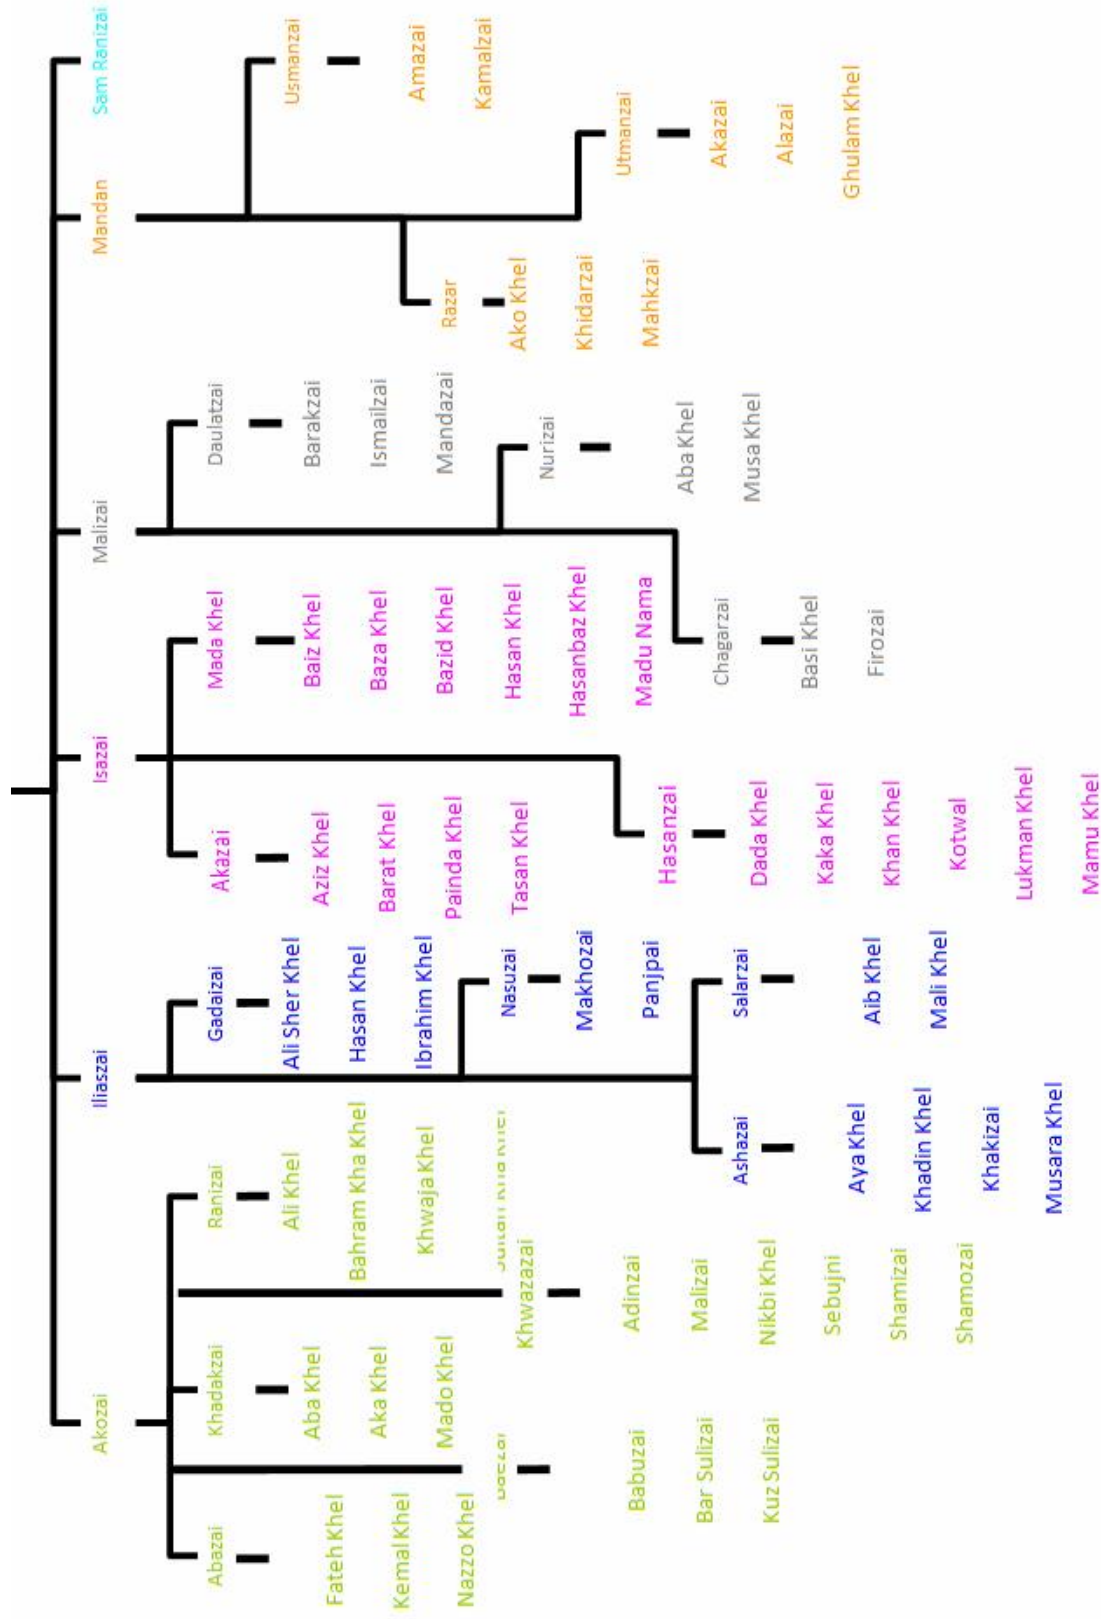 Akozai
Iliaszai
Isazai
Malizai
Mandan
Sam Ranizai
Abazai
Fateh Khel
Kemal Khel
Nazzo Khel
Babuzai
Bar Sulizai
Kuz Sulizai
Khadakzai
Aba Khel
Aka Khel
Mado Khel
Khwazazai
Adinzai
Malizai
Nikbi Khel
Sebujni
Shamizai
Shamozai
Ranizai
Ali Khel
Bahram Kha Khel
Khwaja Khel
Gadaizai
Ali Sher Khel
Hasan Khel
Ibrahim Khel
Nasuzai
Makhozai
Panjpai
Ashazai
Aya Khel
Khadin Khel
Khakizai
Musara Khel
Salarzai
Aib Khel
Mali Khel
Akazai
Aziz Khel
Barat Khel
Painda Khel
Tasan Khel
Hasanzai
Dada Khel
Kaka Khel
Khan Khel
Kotwal
Lukman Khel
Mamu Khel
Mada Khel
Baiz Khel
Baza Khel
Bazid Khel
Hasan Khel
Hasanbaz Khel
Madu Nama
Chagarzai
Basi Khel
Firozai
Daulatzai
Barakzai
Ismailzai
Mandazai
Nurizai
Aba Khel
Musa Khel
Razar
Ako Khel
Khidarzai
Mahkzai
Usmanzai
Amazai
Kamalzai
Utmanzai
Akazai
Alazai
Ghulam Khel